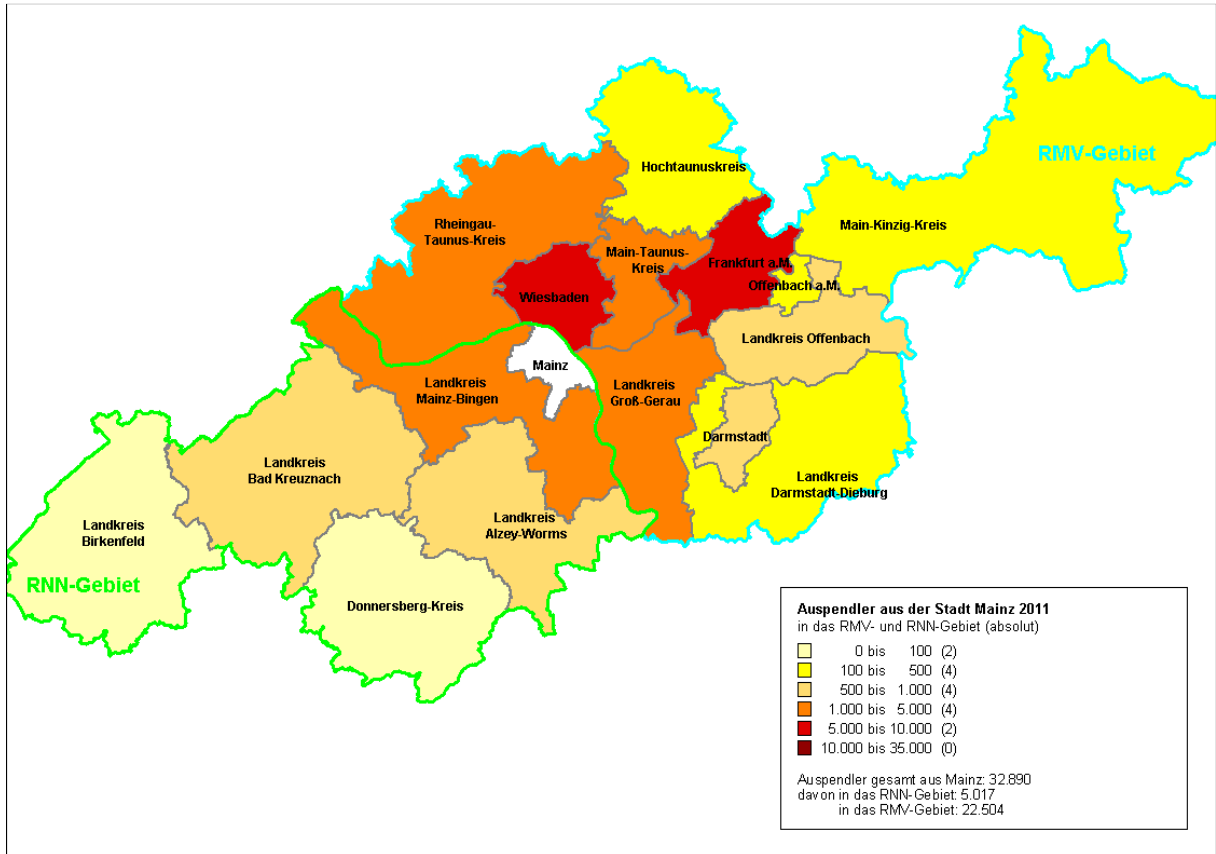 Hochtaunuskreis
RMV-Gebiet
Rheingau-
Taunus-Kreis
Main-Taunus-
Kreis
Main-Kinzig-Kreis
Frankfurt a.M.
Offenbach a.M.
Wiesbaden
Landkreis Offenbach
Mainz
Landkreis
Mainz-Bingen
Landkreis
Groß-Gerau
Darmstadt
Landkreis
Bad Kreuznach
Landkreis
Darmstadt-Dieburg
Landkreis
Birkenfeld
Landkreis
Alzey-Worms
RNN-Gebiet
Donnersberg-Kreis
Auspendler aus der Stadt Mainz 2011
in das RMV- und RNN-Gebiet (absolut)
0 bis 100 (2)
100 bis 500 (4)
500 bis 1.000 (4)
1.000 bis 5.000 (4)
5.000 bis 10.000 (2)
10.000 bis 35.000 (0)
Auspendler gesamt aus Mainz: 32.890
davon in das RNN-Gebiet: 5.017
in das RMV-Gebiet: 22.504